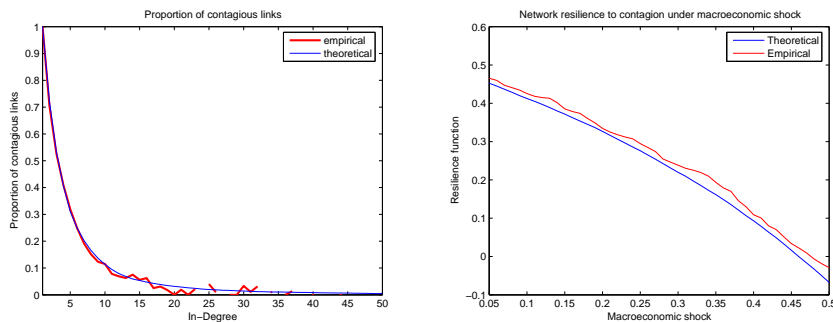 Proportion of contagious links
1
0.9
0.8
0.7
0.6
0.5
0.4
0.3
0.2
0.1
0
5 10 15 20 25 30 35 40 45 50
In-Degree
Proportion of contagious links
empirical
theoretical
Network resilience to contagion under macroeconomic shock
0.6
0.5
0.4
0.3
0.2
0.1
0
-0.1
0.05 0.1 0.15 0.2 0.25 0.3 0.35 0.4 0.45 0.5
Macroeconomic shock
Resilience function
Theoretical
Empirical